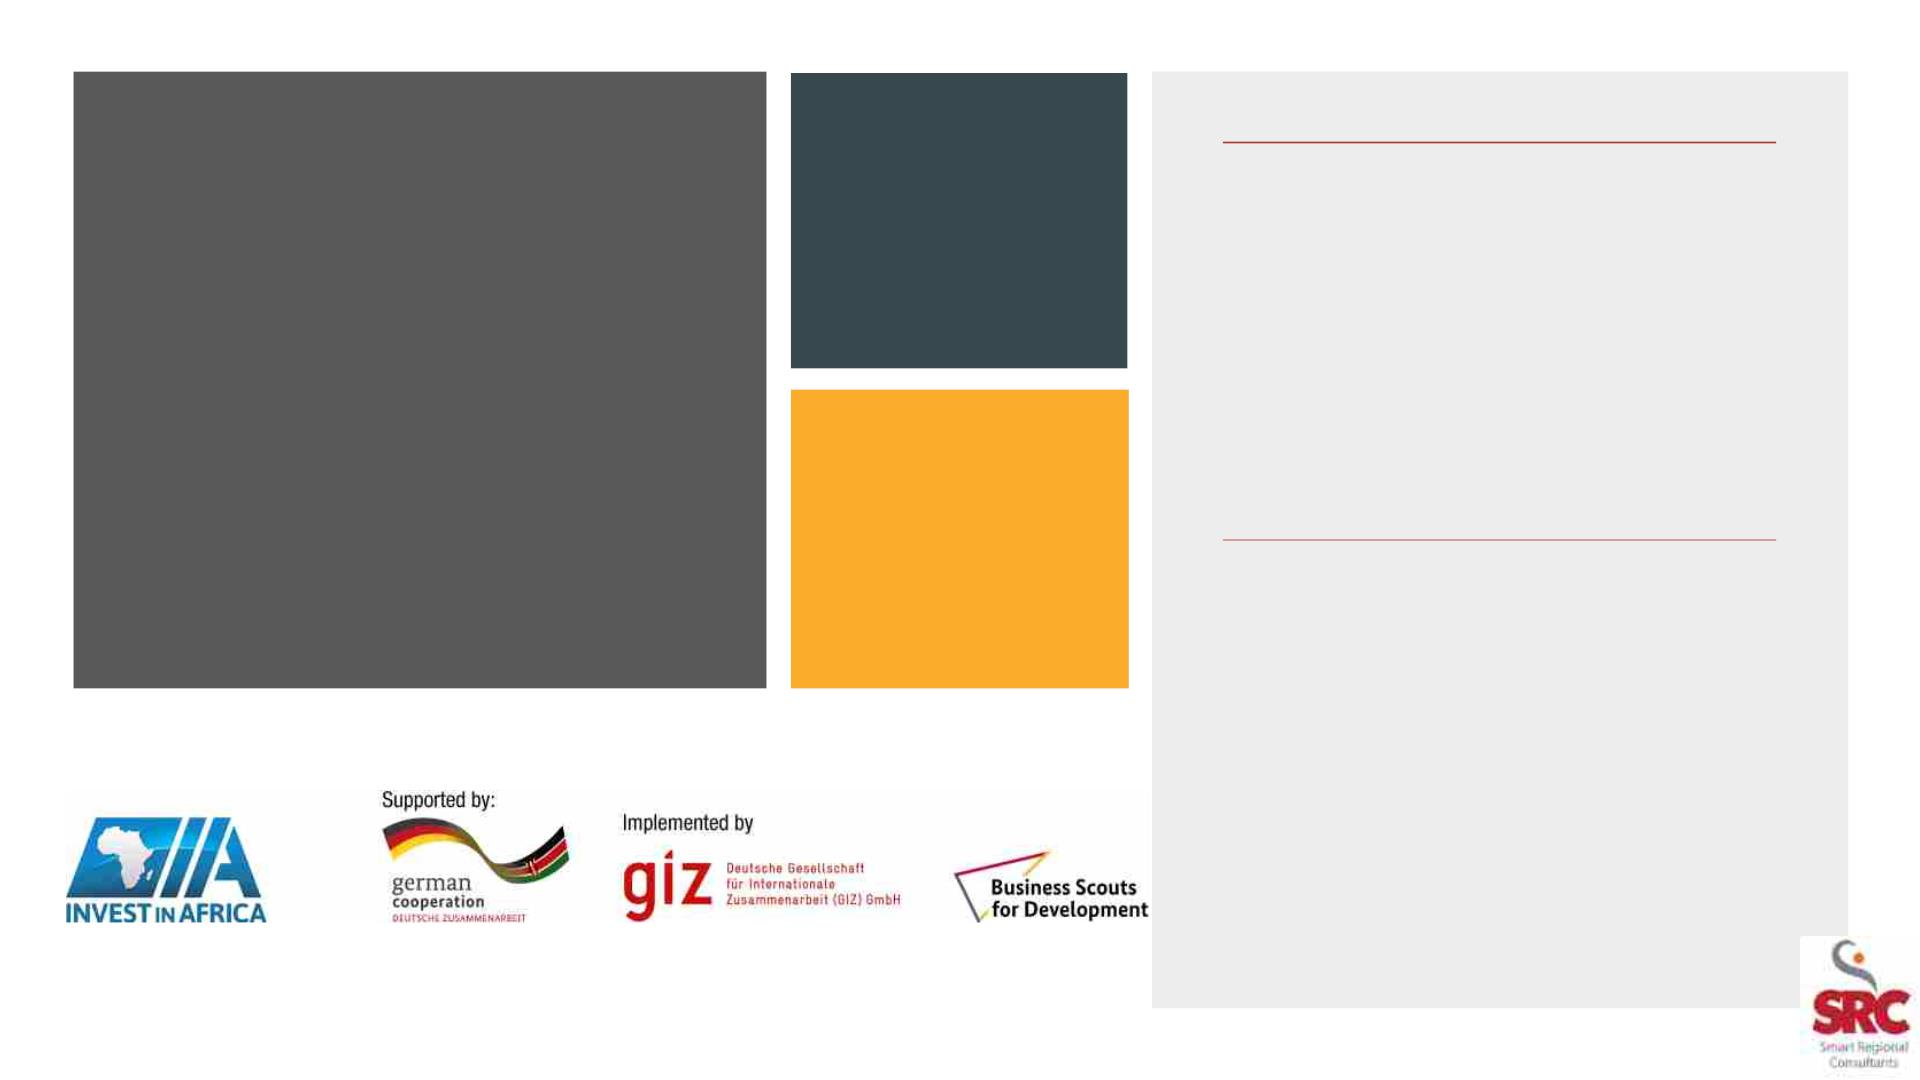 Supported by:
Implemented by
INVEST IN AFRICA
german
cooperation
DEUTSCHE ZUSAMMENARBEIT
giz
Deutsche Gesellschaft
für Internationale
Zusammenarbeit (GIZ) GmbH
Business Scouts
for Development
SRC
Smart Regional
Consultants